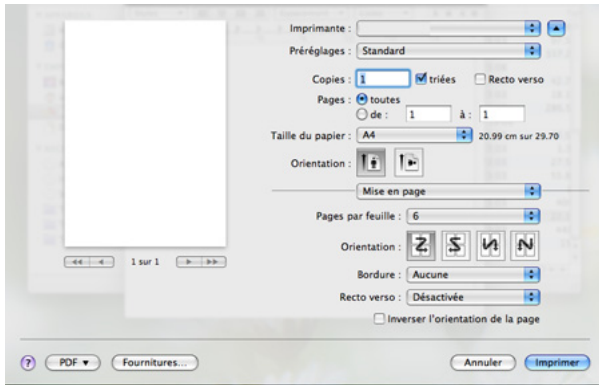 Imprimante :
Préréglages : Standard
Copies : 1 triées Recto verso
Pages : toutes
de : 1 à : 1
Taille du papier : A4 20.99 cm sur 29.70
Orientation :
Mise en page
Pages par feuille : 6
Orientation :
Bordure : Aucune
Recto verso : Désactivée
Inverser l'orientation de la page
1 sur 1
? PDF Fournitures... Annuler Imprimer